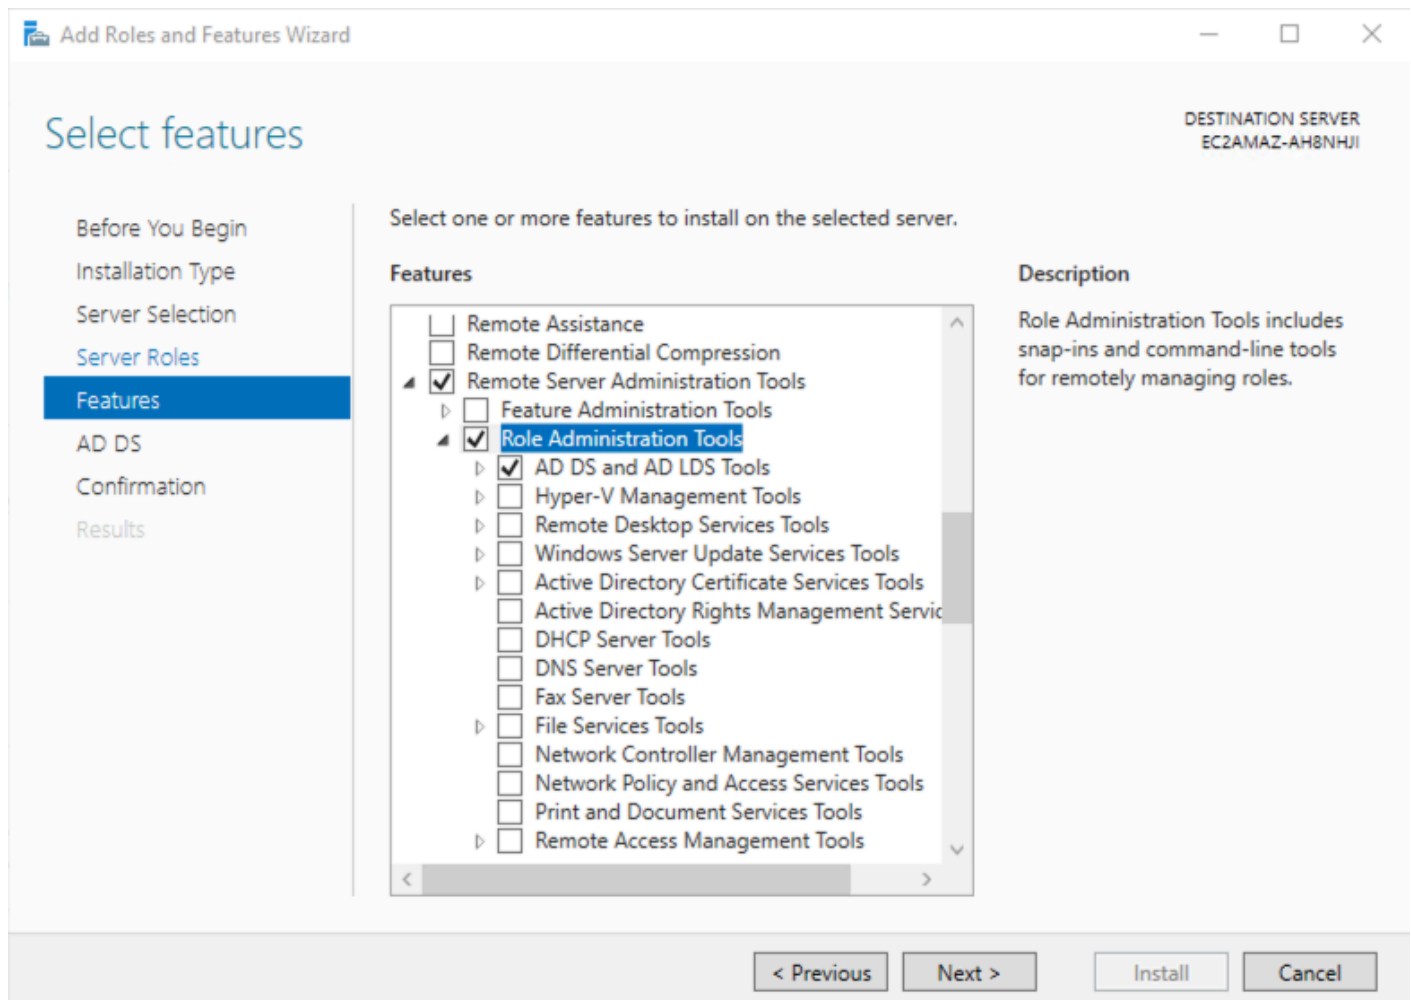 Add Roles and Features Wizard
Select features
DESTINATION SERVER
EC2AMAZ-AH8NHJI
Before You Begin
Installation Type
Server Selection
Server Roles
Features
AD DS
Confirmation
Results
Select one or more features to install on the selected server.
Features
Remote Assistance
Remote Differential Compression
Remote Server Administration Tools
Feature Administration Tools
Role Administration Tools
AD DS and AD LDS Tools
Hyper-V Management Tools
Remote Desktop Services Tools
Windows Server Update Services Tools
Active Directory Certificate Services Tools
Active Directory Rights Management Servic
DHCP Server Tools
DNS Server Tools
Fax Server Tools
File Services Tools
Network Controller Management Tools
Network Policy and Access Services Tools
Print and Document Services Tools
Remote Access Management Tools
Description
Role Administration Tools includes
snap-ins and command-line tools
for remotely managing roles.
< Previous
Next >
Install
Cancel